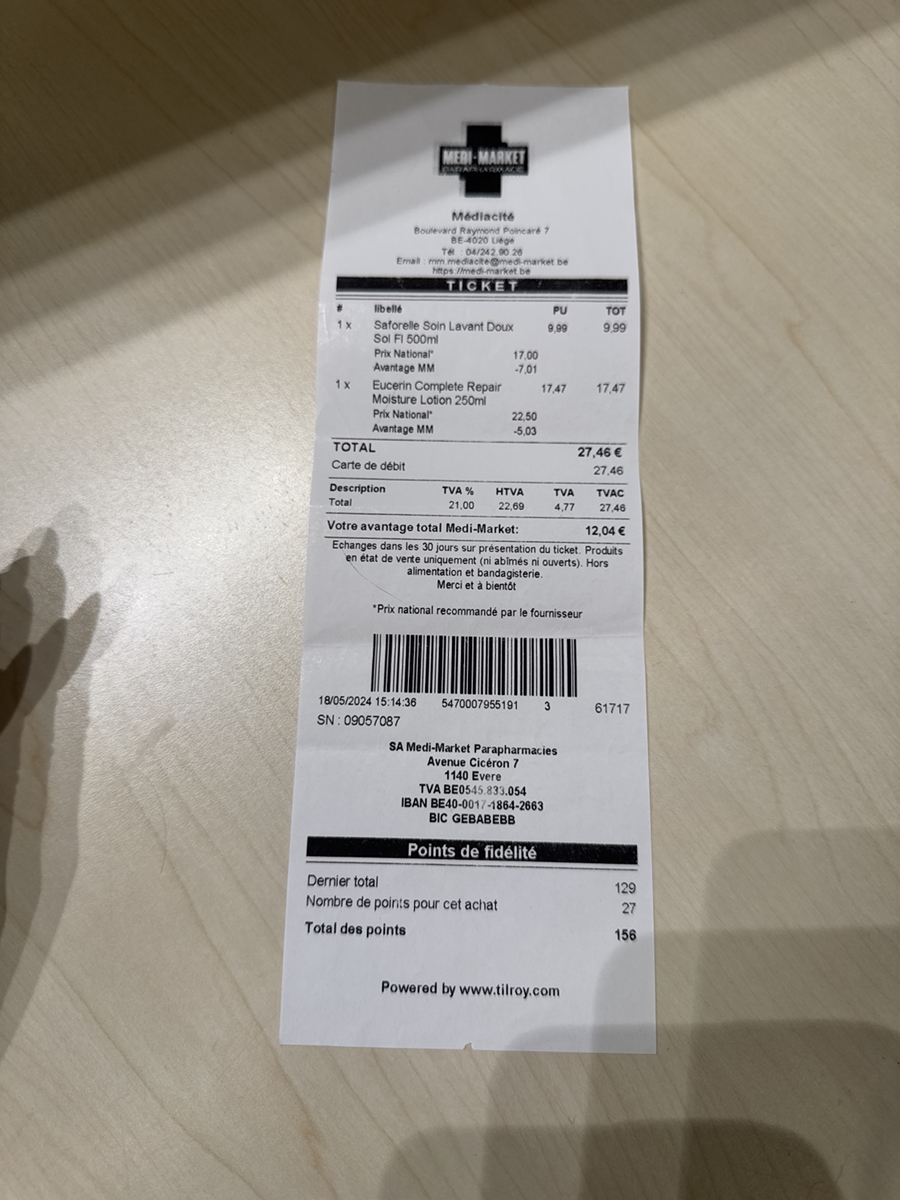 MEDI-MARKET
Médiacité
Boulevard Raymond Poincaré 7
BE-4020 Liège
Tél. : 04/242.90.26
Email : mm.mediacite@medi-market.be
https://medi-market.be
TICKET
# libellé PU TOT
1 x Saforelle Soin Lavant Doux 9,99 9,99
Sol Fl 500ml
Prix National* 17,00
Avantage MM -7,01
1 x Eucerin Complete Repair 17,47 17,47
Moisture Lotion 250ml
Prix National* 22,50
Avantage MM -5,03
TOTAL 27,46 €
Carte de débit 27,46
Description TVA % HTVA TVA TVAC
Total 21,00 22,69 4,77 27,46
Votre avantage total Medi-Market: 12,04 €
Echanges dans les 30 jours sur présentation du ticket. Produits
en état de vente uniquement (ni abîmés ni ouverts). Hors
alimentation et bandagisterie.
Merci et à bientôt
*Prix national recommandé par le fournisseur
18/05/2024 15:14:36 5470007955191 3 61717
SN : 09057087
SA Medi-Market Parapharmacies
Avenue Cicéron 7
1140 Evere
TVA BE0545.833.054
IBAN BE40-0017-1864-2663
BIC GEBABEBB
Points de fidélité
Dernier total 129
Nombre de points pour cet achat 27
Total des points 156
Powered by www.tilroy.com